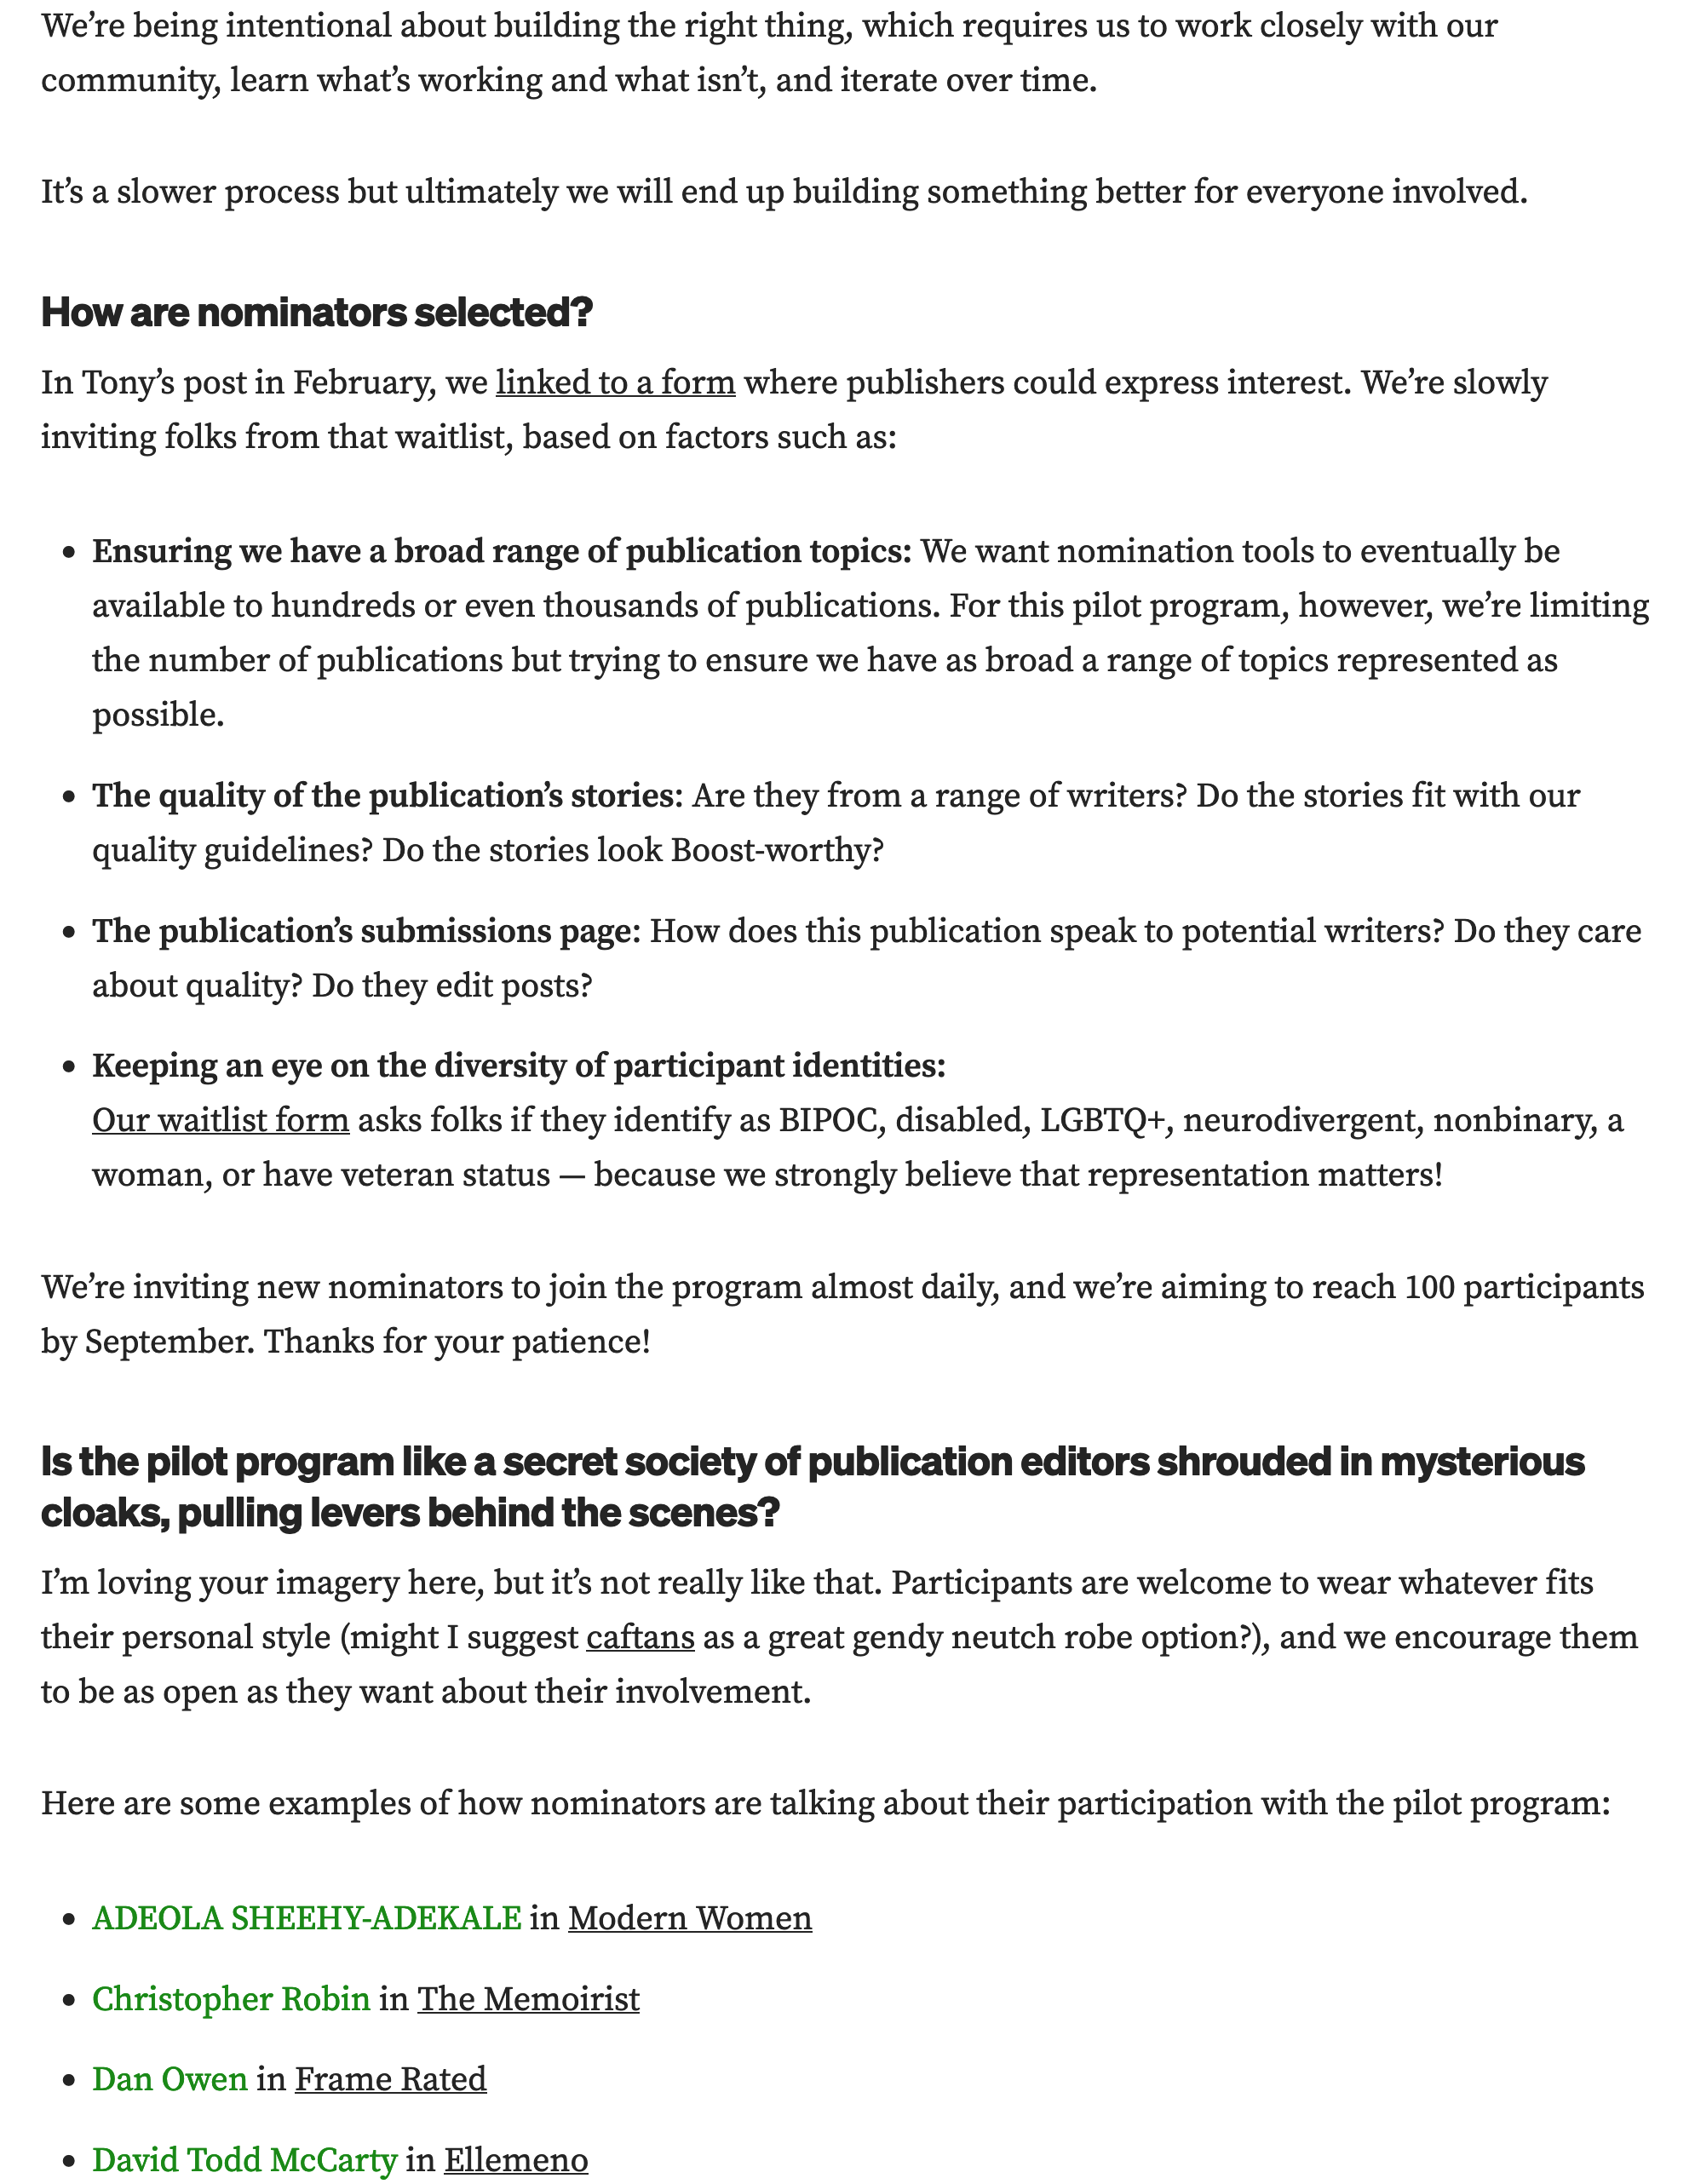 We’re being intentional about building the right thing, which requires us to work closely with our
community, learn what’s working and what isn’t, and iterate over time.
It’s a slower process but ultimately we will end up building something better for everyone involved.
How are nominators selected?
In Tony’s post in February, we linked to a form where publishers could express interest. We’re slowly
inviting folks from that waitlist, based on factors such as:
• Ensuring we have a broad range of publication topics: We want nomination tools to eventually be
available to hundreds or even thousands of publications. For this pilot program, however, we’re limiting
the number of publications but trying to ensure we have as broad a range of topics represented as
possible.
• The quality of the publication’s stories: Are they from a range of writers? Do the stories fit with our
quality guidelines? Do the stories look Boost-worthy?
• The publication’s submissions page: How does this publication speak to potential writers? Do they care
about quality? Do they edit posts?
• Keeping an eye on the diversity of participant identities:
Our waitlist form asks folks if they identify as BIPOC, disabled, LGBTQ+, neurodivergent, nonbinary, a
woman, or have veteran status — because we strongly believe that representation matters!
We’re inviting new nominators to join the program almost daily, and we’re aiming to reach 100 participants
by September. Thanks for your patience!
Is the pilot program like a secret society of publication editors shrouded in mysterious
cloaks, pulling levers behind the scenes?
I’m loving your imagery here, but it’s not really like that. Participants are welcome to wear whatever fits
their personal style (might I suggest caftans as a great gendy neutch robe option?), and we encourage them
to be as open as they want about their involvement.
Here are some examples of how nominators are talking about their participation with the pilot program:
• ADEOLA SHEEHY-ADEKALE in Modern Women
• Christopher Robin in The Memoirist
• Dan Owen in Frame Rated
• David Todd McCarty in Ellemeno